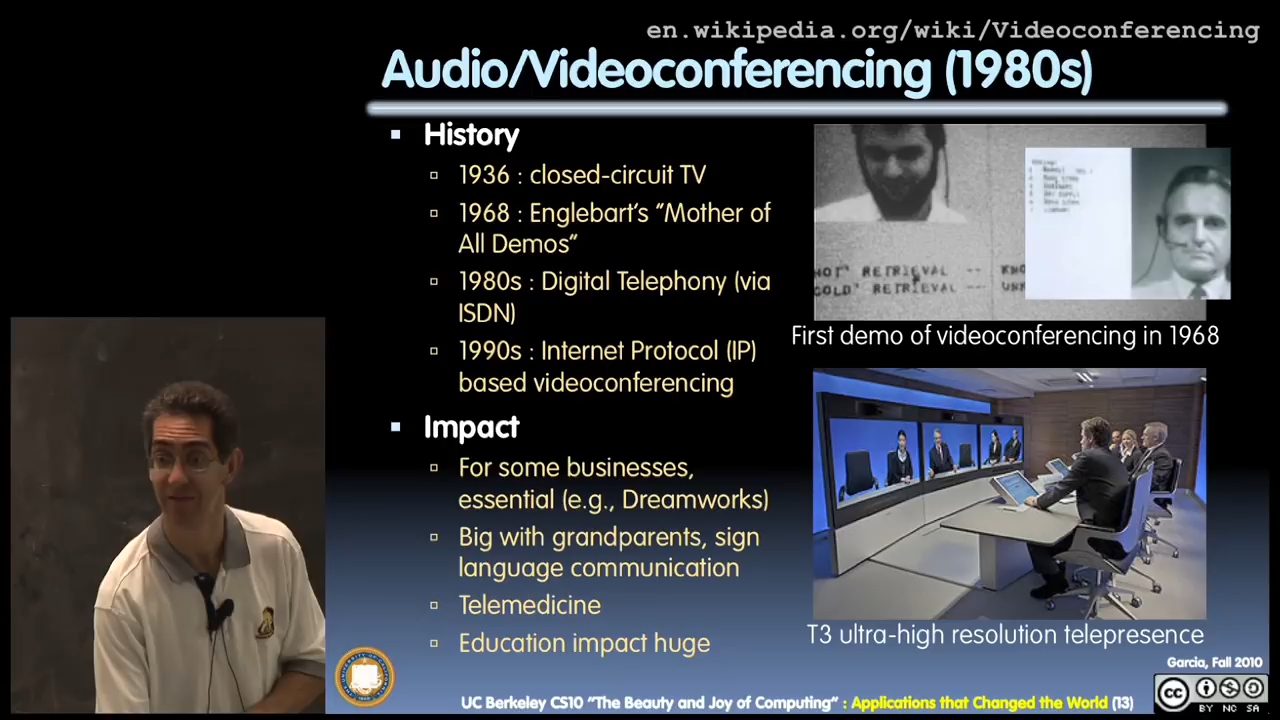 en.wikipedia.org/wiki/Videoconferencing
Audio/Videoconferencing (1980s)
▪ History
▫ 1936 : closed-circuit TV
▫ 1968 : Englebart's "Mother of
All Demos"
▫ 1980s : Digital Telephony (via
ISDN)
▫ 1990s : Internet Protocol (IP)
based videoconferencing
▪ Impact
▫ For some businesses,
essential (e.g., Dreamworks)
▫ Big with grandparents, sign
language communication
▫ Telemedicine
▫ Education impact huge
RETRIEVAL --
RETRIEVAL --
First demo of videoconferencing in 1968
T3 ultra-high resolution telepresence
Garcia, Fall 2010
UC Berkeley CS10 "The Beauty and Joy of Computing" : Applications that Changed the World (13)
cc
BY NC SA